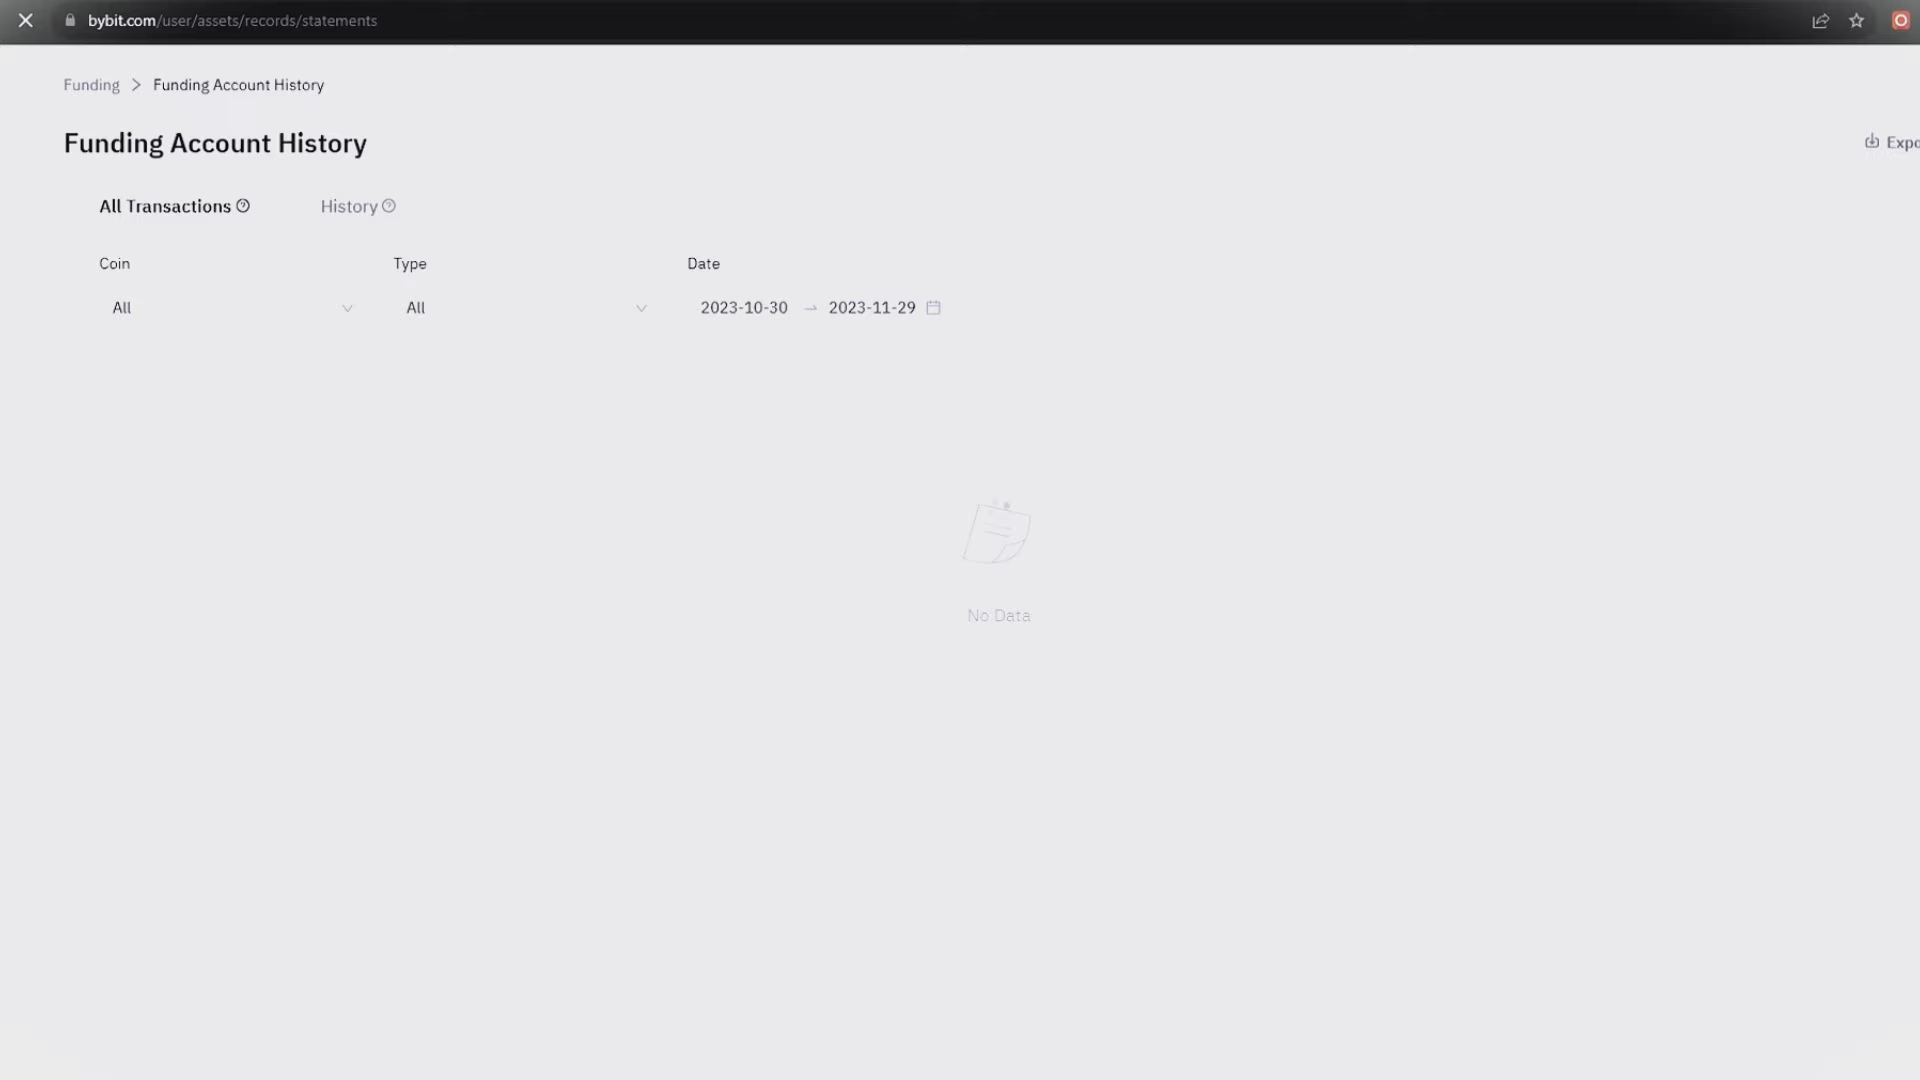 bybit.com/user/assets/records/statements
Funding > Funding Account History
Funding Account History
Expo
All Transactions History
Coin Type Date
All All 2023-10-30 → 2023-11-29
No Data